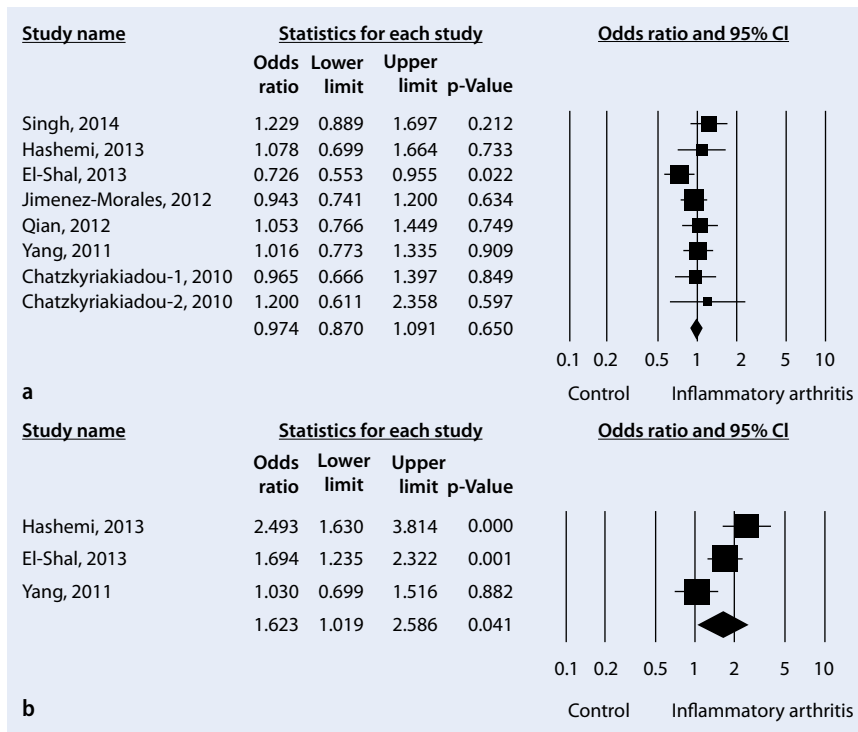 Study name Statistics for each study Odds ratio and 95% Cl
Odds Lower Upper
ratio limit limit p-Value
Singh, 2014 1.229 0.889 1.697 0.212
Hashemi, 2013 1.078 0.699 1.664 0.733
El-Shal, 2013 0.726 0.553 0.955 0.022
Jimenez-Morales, 2012 0.943 0.741 1.200 0.634
Qian, 2012 1.053 0.766 1.449 0.749
Yang, 2011 1.016 0.773 1.335 0.909
Chatzkyriakiadou-1, 2010 0.965 0.666 1.397 0.849
Chatzkyriakiadou-2, 2010 1.200 0.611 2.358 0.597
0.974 0.870 1.091 0.650
0.1 0.2 0.5 1 2 5 10
a Control Inflammatory arthritis
Study name Statistics for each study Odds ratio and 95% Cl
Odds Lower Upper
ratio limit limit p-Value
Hashemi, 2013 2.493 1.630 3.814 0.000
El-Shal, 2013 1.694 1.235 2.322 0.001
Yang, 2011 1.030 0.699 1.516 0.882
1.623 1.019 2.586 0.041
0.1 0.2 0.5 1 2 5 10
b Control Inflammatory arthritis